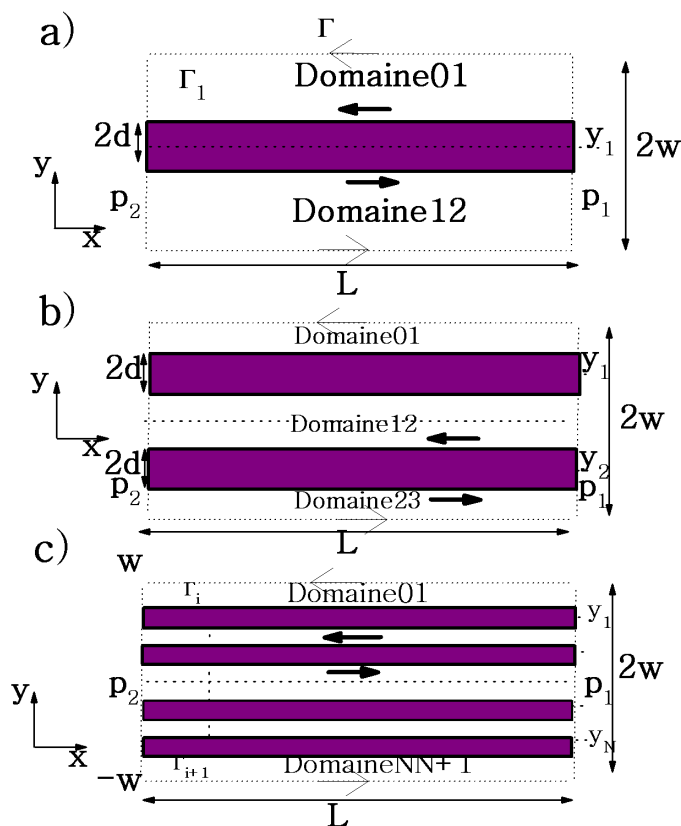 a)
Γ
Γ₁
Domaine01
2d
y₁
2w
y
p₂
p₁
x
Domaine12
L
b)
Domaine01
2d
y₁
y
2w
x
Domaine12
2d
y₂
p₂
p₁
Domaine23
L
c)
w
Γᵢ
Domaine01
y₁
2w
p₂
p₁
y
x
y_N
Γᵢ₊₁
DomaineNN+1
-w
L